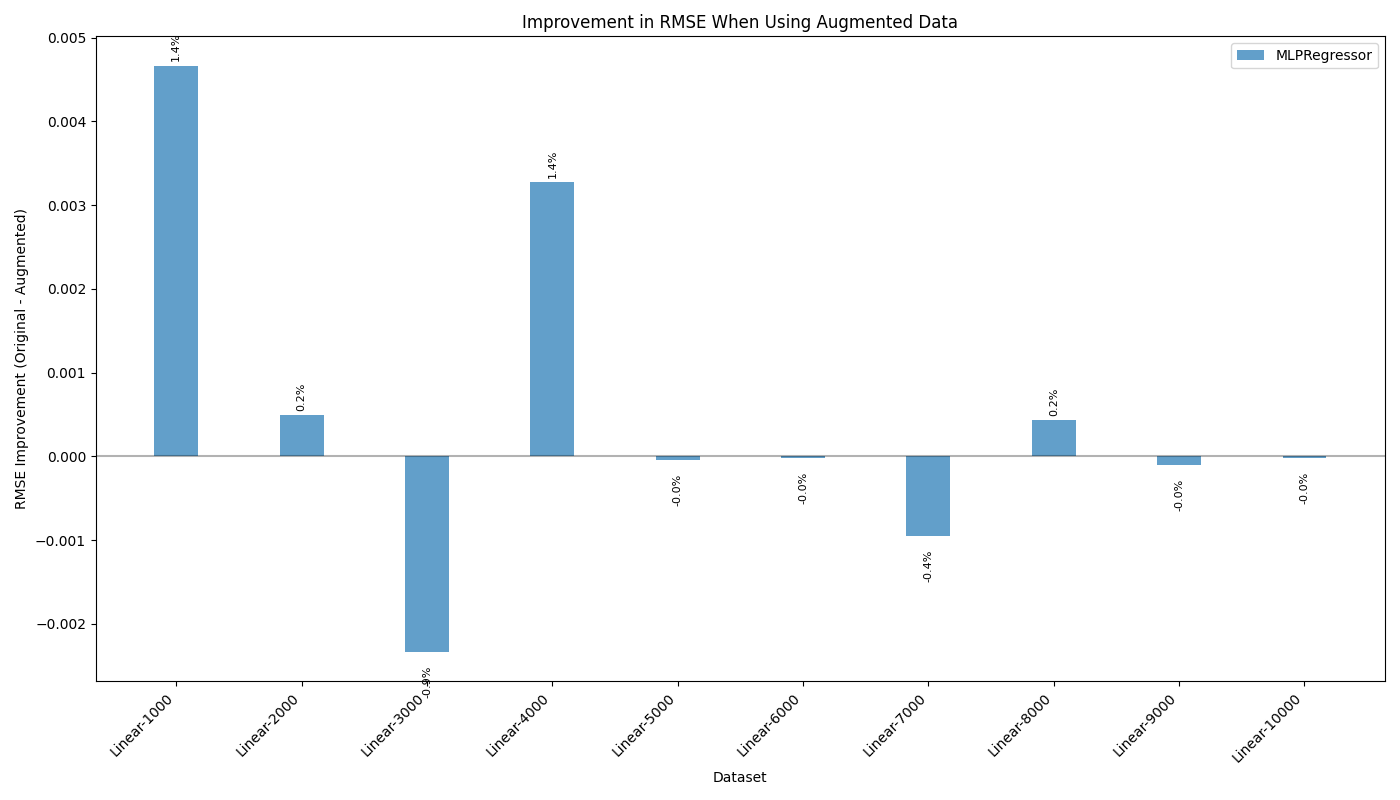 Improvement in RMSE When Using Augmented Data
MLPRegressor
RMSE Improvement (Original - Augmented)
0.005
0.004
0.003
0.002
0.001
0.000
−0.001
−0.002
1.4%
0.2%
-0.9%
1.4%
-0.0%
-0.0%
-0.4%
0.2%
-0.0%
-0.0%
Linear-1000
Linear-2000
Linear-3000
Linear-4000
Linear-5000
Linear-6000
Linear-7000
Linear-8000
Linear-9000
Linear-10000
Dataset